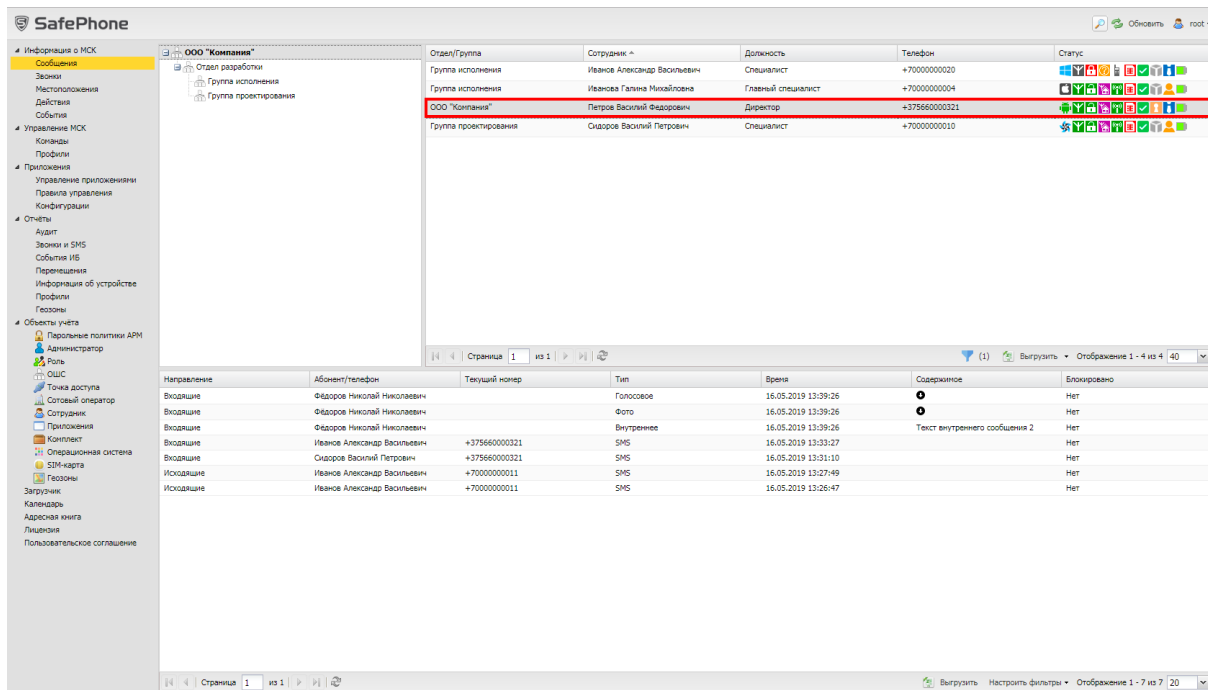 SafePhone
Обновить root
Информация о МСК
Сообщения
Звонки
Местоположения
Действия
События
Управление МСК
Команды
Профили
Приложения
Управление приложениями
Правила управления
Конфигурации
Отчёты
Аудит
Звонки и SMS
События ИБ
Перемещения
Информация об устройстве
Профили
Геозоны
Объекты учёта
Парольные политики АРМ
Администратор
Роль
ОШС
Точка доступа
Сотовый оператор
Сотрудник
Приложения
Комплект
Операционная система
SIM-карта
Геозоны
Загрузчик
Календарь
Адресная книга
Лицензия
Пользовательское соглашение
ООО "Компания"
Отдел разработки
Группа исполнения
Группа проектирования
Отдел/Группа Сотрудник Должность Телефон Статус
Группа исполнения Иванов Александр Васильевич Специалист +70000000020
Группа исполнения Иванова Галина Михайловна Главный специалист +70000000004
ООО "Компания" Петров Василий Федорович Директор +375660000321
Группа проектирования Сидоров Василий Петрович Специалист +70000000010
Страница 1 из 1 (1) Выгрузить Отображение 1 - 4 из 4 40
Направление Абонент/телефон Текущий номер Тип Время Содержимое Блокировано
Входящие Фёдоров Николай Николаевич Голосовое 16.05.2019 13:39:26 Нет
Входящие Фёдоров Николай Николаевич Фото 16.05.2019 13:39:26 Нет
Входящие Фёдоров Николай Николаевич Внутреннее 16.05.2019 13:39:26 Текст внутреннего сообщения 2 Нет
Входящие Иванов Александр Васильевич +375660000321 SMS 16.05.2019 13:33:27 Нет
Входящие Сидоров Василий Петрович +375660000321 SMS 16.05.2019 13:31:10 Нет
Исходящие Иванов Александр Васильевич +70000000011 SMS 16.05.2019 13:27:49 Нет
Исходящие Иванов Александр Васильевич +70000000011 SMS 16.05.2019 13:26:47 Нет
Страница 1 из 1 Выгрузить Настроить фильтры Отображение 1 - 7 из 7 20